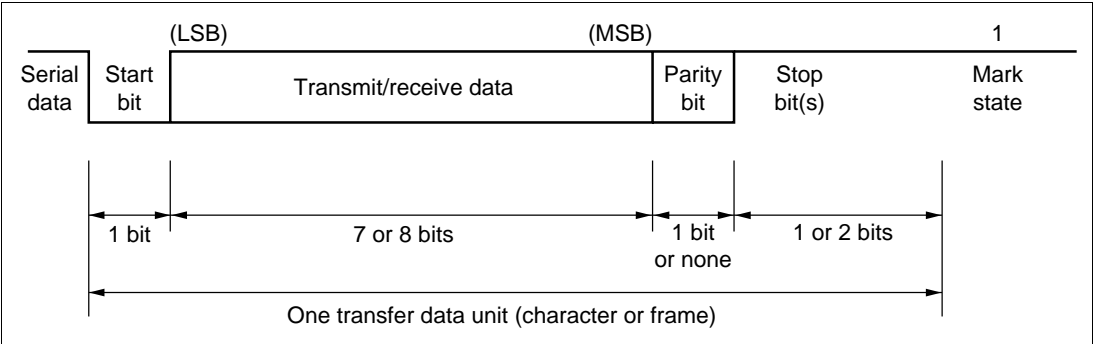 (LSB) (MSB) 1
Serial data
Start bit
Transmit/receive data
Parity bit
Stop bit(s)
Mark state
1 bit
7 or 8 bits
1 bit or none
1 or 2 bits
One transfer data unit (character or frame)